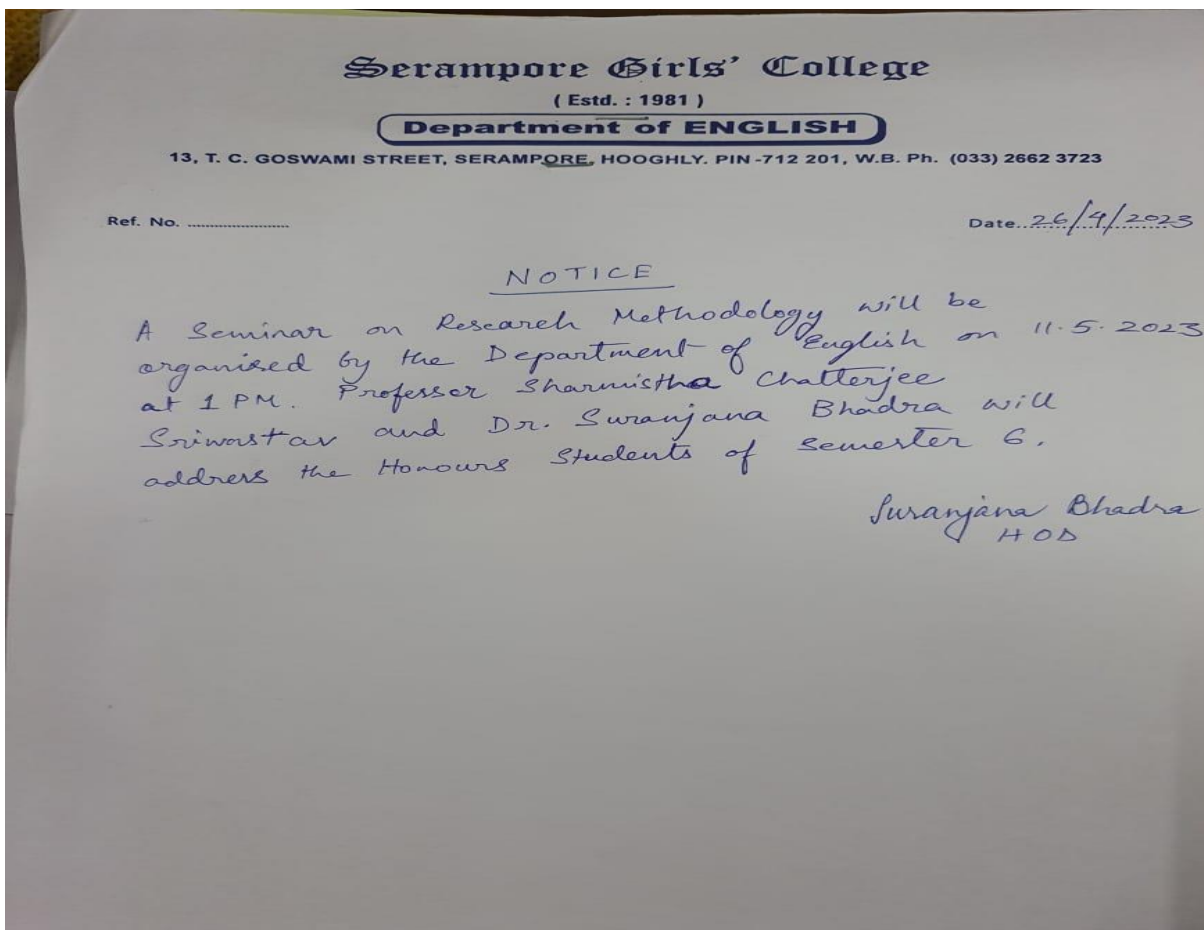 Serampore Girls' College
( Estd. : 1981 )
Department of ENGLISH
13, T. C. GOSWAMI STREET, SERAMPORE, HOOGHLY. PIN -712 201, W.B. Ph. (033) 2662 3723
Ref. No. .......................... Date..26/4/2023
NOTICE
A Seminar on Research Methodology will be
organised by the Department of English on 11.5.2023
at 1 PM. Professor Sharmistha Chatterjee
Sriwastav and Dr. Suranjana Bhadra will
address the Honours Students of Semester 6.
Suranjana Bhadra
HOD